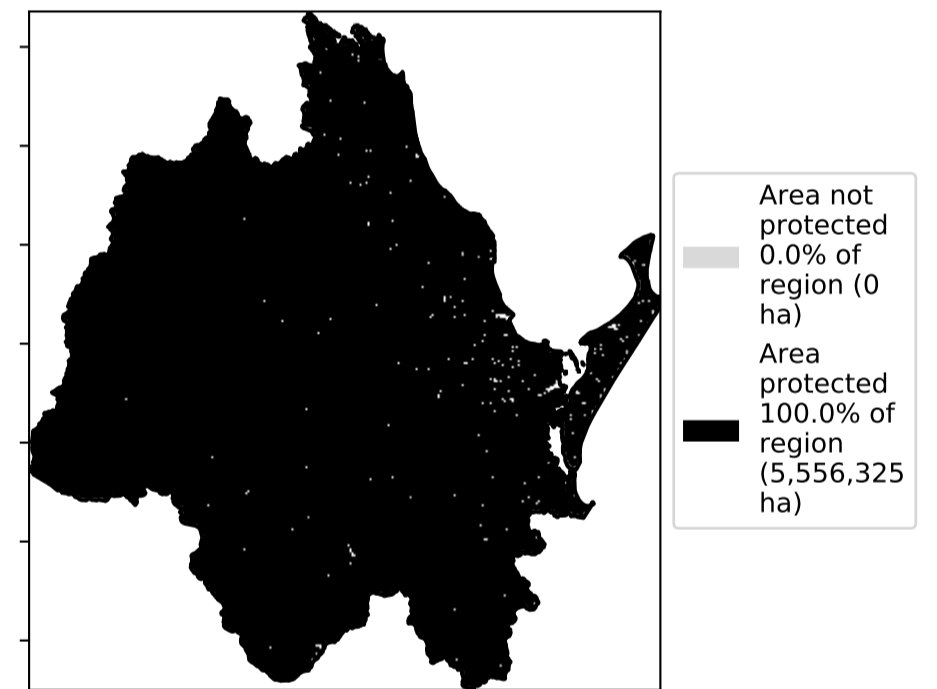 Area not
protected
0.0% of
region (0
ha)
Area
protected
100.0% of
region
(5,556,325
ha)